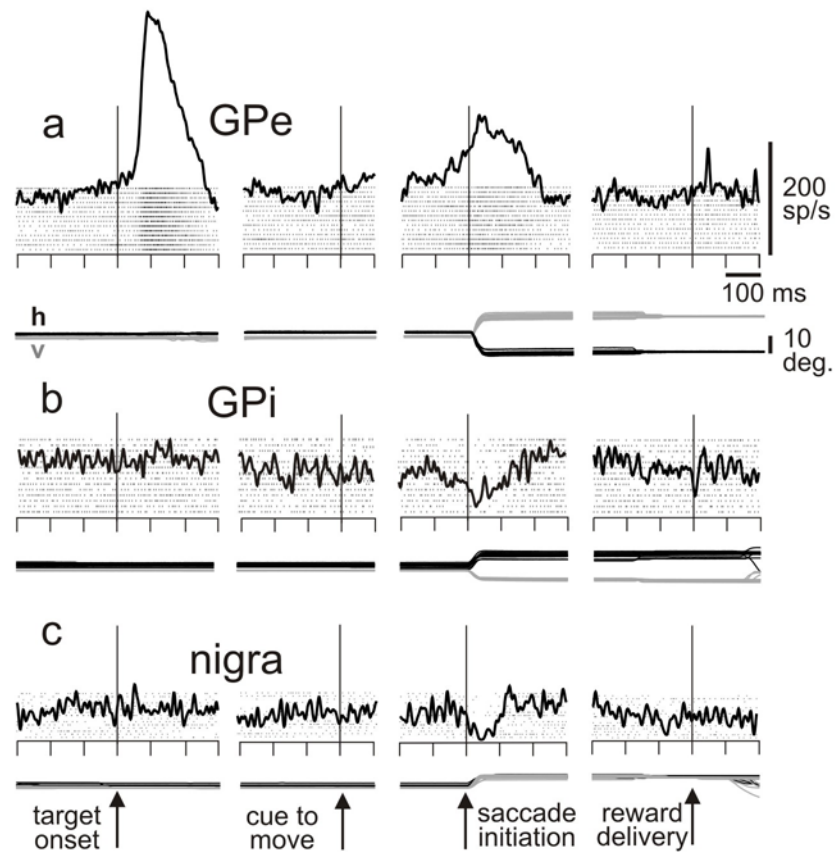 a
GPe
200
sp/s
100 ms
h
v
10
deg.
b
GPi
c
nigra
target
onset
cue to
move
saccade
initiation
reward
delivery